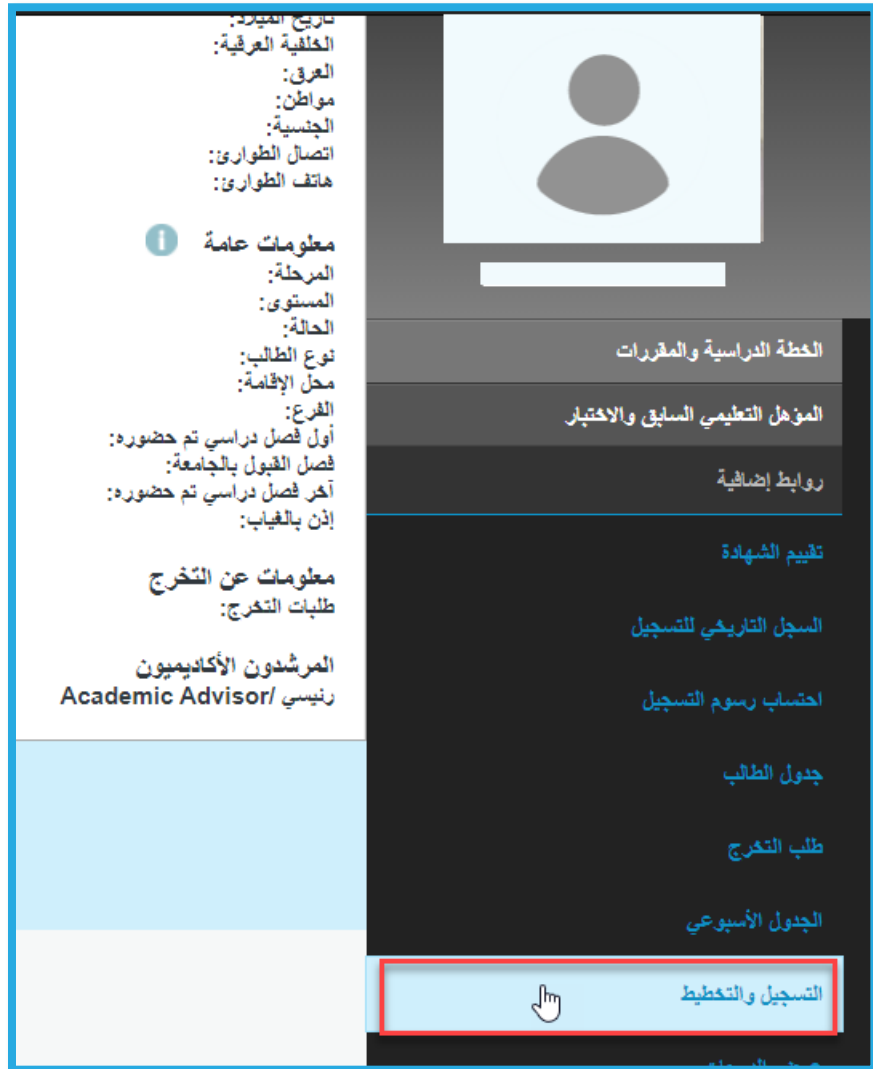 الخطة الدراسية والمقررات
المؤهل التعليمي السابق والاختبار
روابط إضافية
تقييم الشهادة
السجل التاريخي للتسجيل
احتساب رسوم التسجيل
جدول الطالب
طلب التخرج
الجدول الأسبوعي
التسجيل والتخطيط
تاريخ الميلاد:
الخلفية العرقية:
العرق:
مواطن:
الجنسية:
اتصال الطوارئ:
هاتف الطوارئ:
معلومات عامة
المرحلة:
المستوى:
الحالة:
نوع الطالب:
محل الإقامة:
الفرع:
أول فصل دراسي تم حضوره:
فصل القبول بالجامعة:
آخر فصل دراسي تم حضوره:
إذن بالغياب:
معلومات عن التخرج
طلبات التخرج:
المرشدون الأكاديميون
رئيسي /Academic Advisor